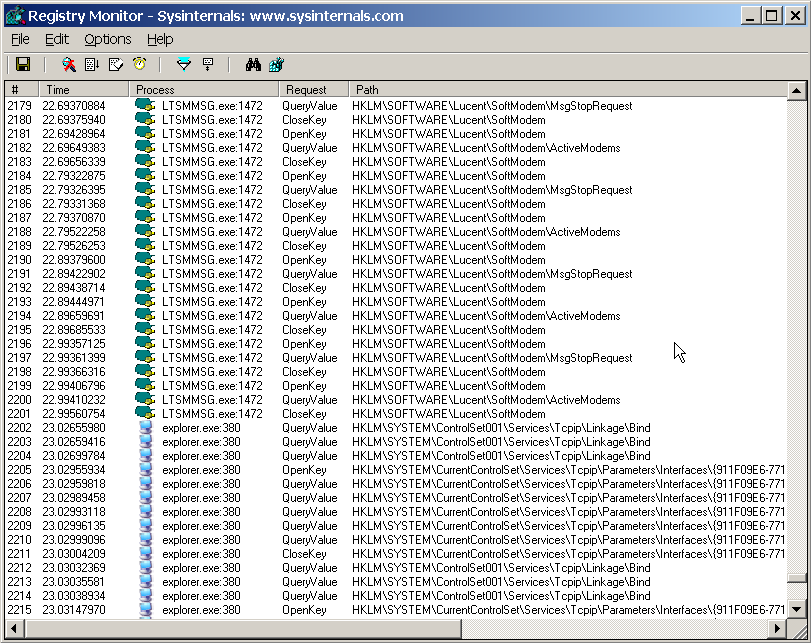 Registry Monitor - Sysinternals: www.sysinternals.com
File Edit Options Help
# Time Process Request Path
2179 22.69370884 LTSMMSG.exe:1472 QueryValue HKLM\SOFTWARE\Lucent\SoftModem\MsgStopRequest
2180 22.69375940 LTSMMSG.exe:1472 CloseKey HKLM\SOFTWARE\Lucent\SoftModem
2181 22.69428964 LTSMMSG.exe:1472 OpenKey HKLM\SOFTWARE\Lucent\SoftModem
2182 22.69649383 LTSMMSG.exe:1472 QueryValue HKLM\SOFTWARE\Lucent\SoftModem\ActiveModems
2183 22.69656339 LTSMMSG.exe:1472 CloseKey HKLM\SOFTWARE\Lucent\SoftModem
2184 22.79322875 LTSMMSG.exe:1472 OpenKey HKLM\SOFTWARE\Lucent\SoftModem
2185 22.79326395 LTSMMSG.exe:1472 QueryValue HKLM\SOFTWARE\Lucent\SoftModem\MsgStopRequest
2186 22.79331368 LTSMMSG.exe:1472 CloseKey HKLM\SOFTWARE\Lucent\SoftModem
2187 22.79370870 LTSMMSG.exe:1472 OpenKey HKLM\SOFTWARE\Lucent\SoftModem
2188 22.79522258 LTSMMSG.exe:1472 QueryValue HKLM\SOFTWARE\Lucent\SoftModem\ActiveModems
2189 22.79526253 LTSMMSG.exe:1472 CloseKey HKLM\SOFTWARE\Lucent\SoftModem
2190 22.89379600 LTSMMSG.exe:1472 OpenKey HKLM\SOFTWARE\Lucent\SoftModem
2191 22.89422902 LTSMMSG.exe:1472 QueryValue HKLM\SOFTWARE\Lucent\SoftModem\MsgStopRequest
2192 22.89438714 LTSMMSG.exe:1472 CloseKey HKLM\SOFTWARE\Lucent\SoftModem
2193 22.89444971 LTSMMSG.exe:1472 OpenKey HKLM\SOFTWARE\Lucent\SoftModem
2194 22.89659691 LTSMMSG.exe:1472 QueryValue HKLM\SOFTWARE\Lucent\SoftModem\ActiveModems
2195 22.89685533 LTSMMSG.exe:1472 CloseKey HKLM\SOFTWARE\Lucent\SoftModem
2196 22.99357125 LTSMMSG.exe:1472 OpenKey HKLM\SOFTWARE\Lucent\SoftModem
2197 22.99361399 LTSMMSG.exe:1472 QueryValue HKLM\SOFTWARE\Lucent\SoftModem\MsgStopRequest
2198 22.99366316 LTSMMSG.exe:1472 CloseKey HKLM\SOFTWARE\Lucent\SoftModem
2199 22.99406796 LTSMMSG.exe:1472 OpenKey HKLM\SOFTWARE\Lucent\SoftModem
2200 22.99410232 LTSMMSG.exe:1472 QueryValue HKLM\SOFTWARE\Lucent\SoftModem\ActiveModems
2201 22.99560754 LTSMMSG.exe:1472 CloseKey HKLM\SOFTWARE\Lucent\SoftModem
2202 23.02655980 explorer.exe:380 QueryValue HKLM\SYSTEM\ControlSet001\Services\Tcpip\Linkage\Bind
2203 23.02659416 explorer.exe:380 QueryValue HKLM\SYSTEM\ControlSet001\Services\Tcpip\Linkage\Bind
2204 23.02699784 explorer.exe:380 QueryValue HKLM\SYSTEM\ControlSet001\Services\Tcpip\Linkage\Bind
2205 23.02955934 explorer.exe:380 OpenKey HKLM\SYSTEM\CurrentControlSet\Services\Tcpip\Parameters\Interfaces\{911F09E6-771
2206 23.02959818 explorer.exe:380 QueryValue HKLM\SYSTEM\CurrentControlSet\Services\Tcpip\Parameters\Interfaces\{911F09E6-771
2207 23.02989458 explorer.exe:380 QueryValue HKLM\SYSTEM\CurrentControlSet\Services\Tcpip\Parameters\Interfaces\{911F09E6-771
2208 23.02993118 explorer.exe:380 QueryValue HKLM\SYSTEM\CurrentControlSet\Services\Tcpip\Parameters\Interfaces\{911F09E6-771
2209 23.02996135 explorer.exe:380 QueryValue HKLM\SYSTEM\CurrentControlSet\Services\Tcpip\Parameters\Interfaces\{911F09E6-771
2210 23.02999096 explorer.exe:380 QueryValue HKLM\SYSTEM\CurrentControlSet\Services\Tcpip\Parameters\Interfaces\{911F09E6-771
2211 23.03004209 explorer.exe:380 CloseKey HKLM\SYSTEM\CurrentControlSet\Services\Tcpip\Parameters\Interfaces\{911F09E6-771
2212 23.03032369 explorer.exe:380 QueryValue HKLM\SYSTEM\ControlSet001\Services\Tcpip\Linkage\Bind
2213 23.03035581 explorer.exe:380 QueryValue HKLM\SYSTEM\ControlSet001\Services\Tcpip\Linkage\Bind
2214 23.03038934 explorer.exe:380 QueryValue HKLM\SYSTEM\ControlSet001\Services\Tcpip\Linkage\Bind
2215 23.03147970 explorer.exe:380 OpenKey HKLM\SYSTEM\CurrentControlSet\Services\Tcpip\Parameters\Interfaces\{911F09E6-771